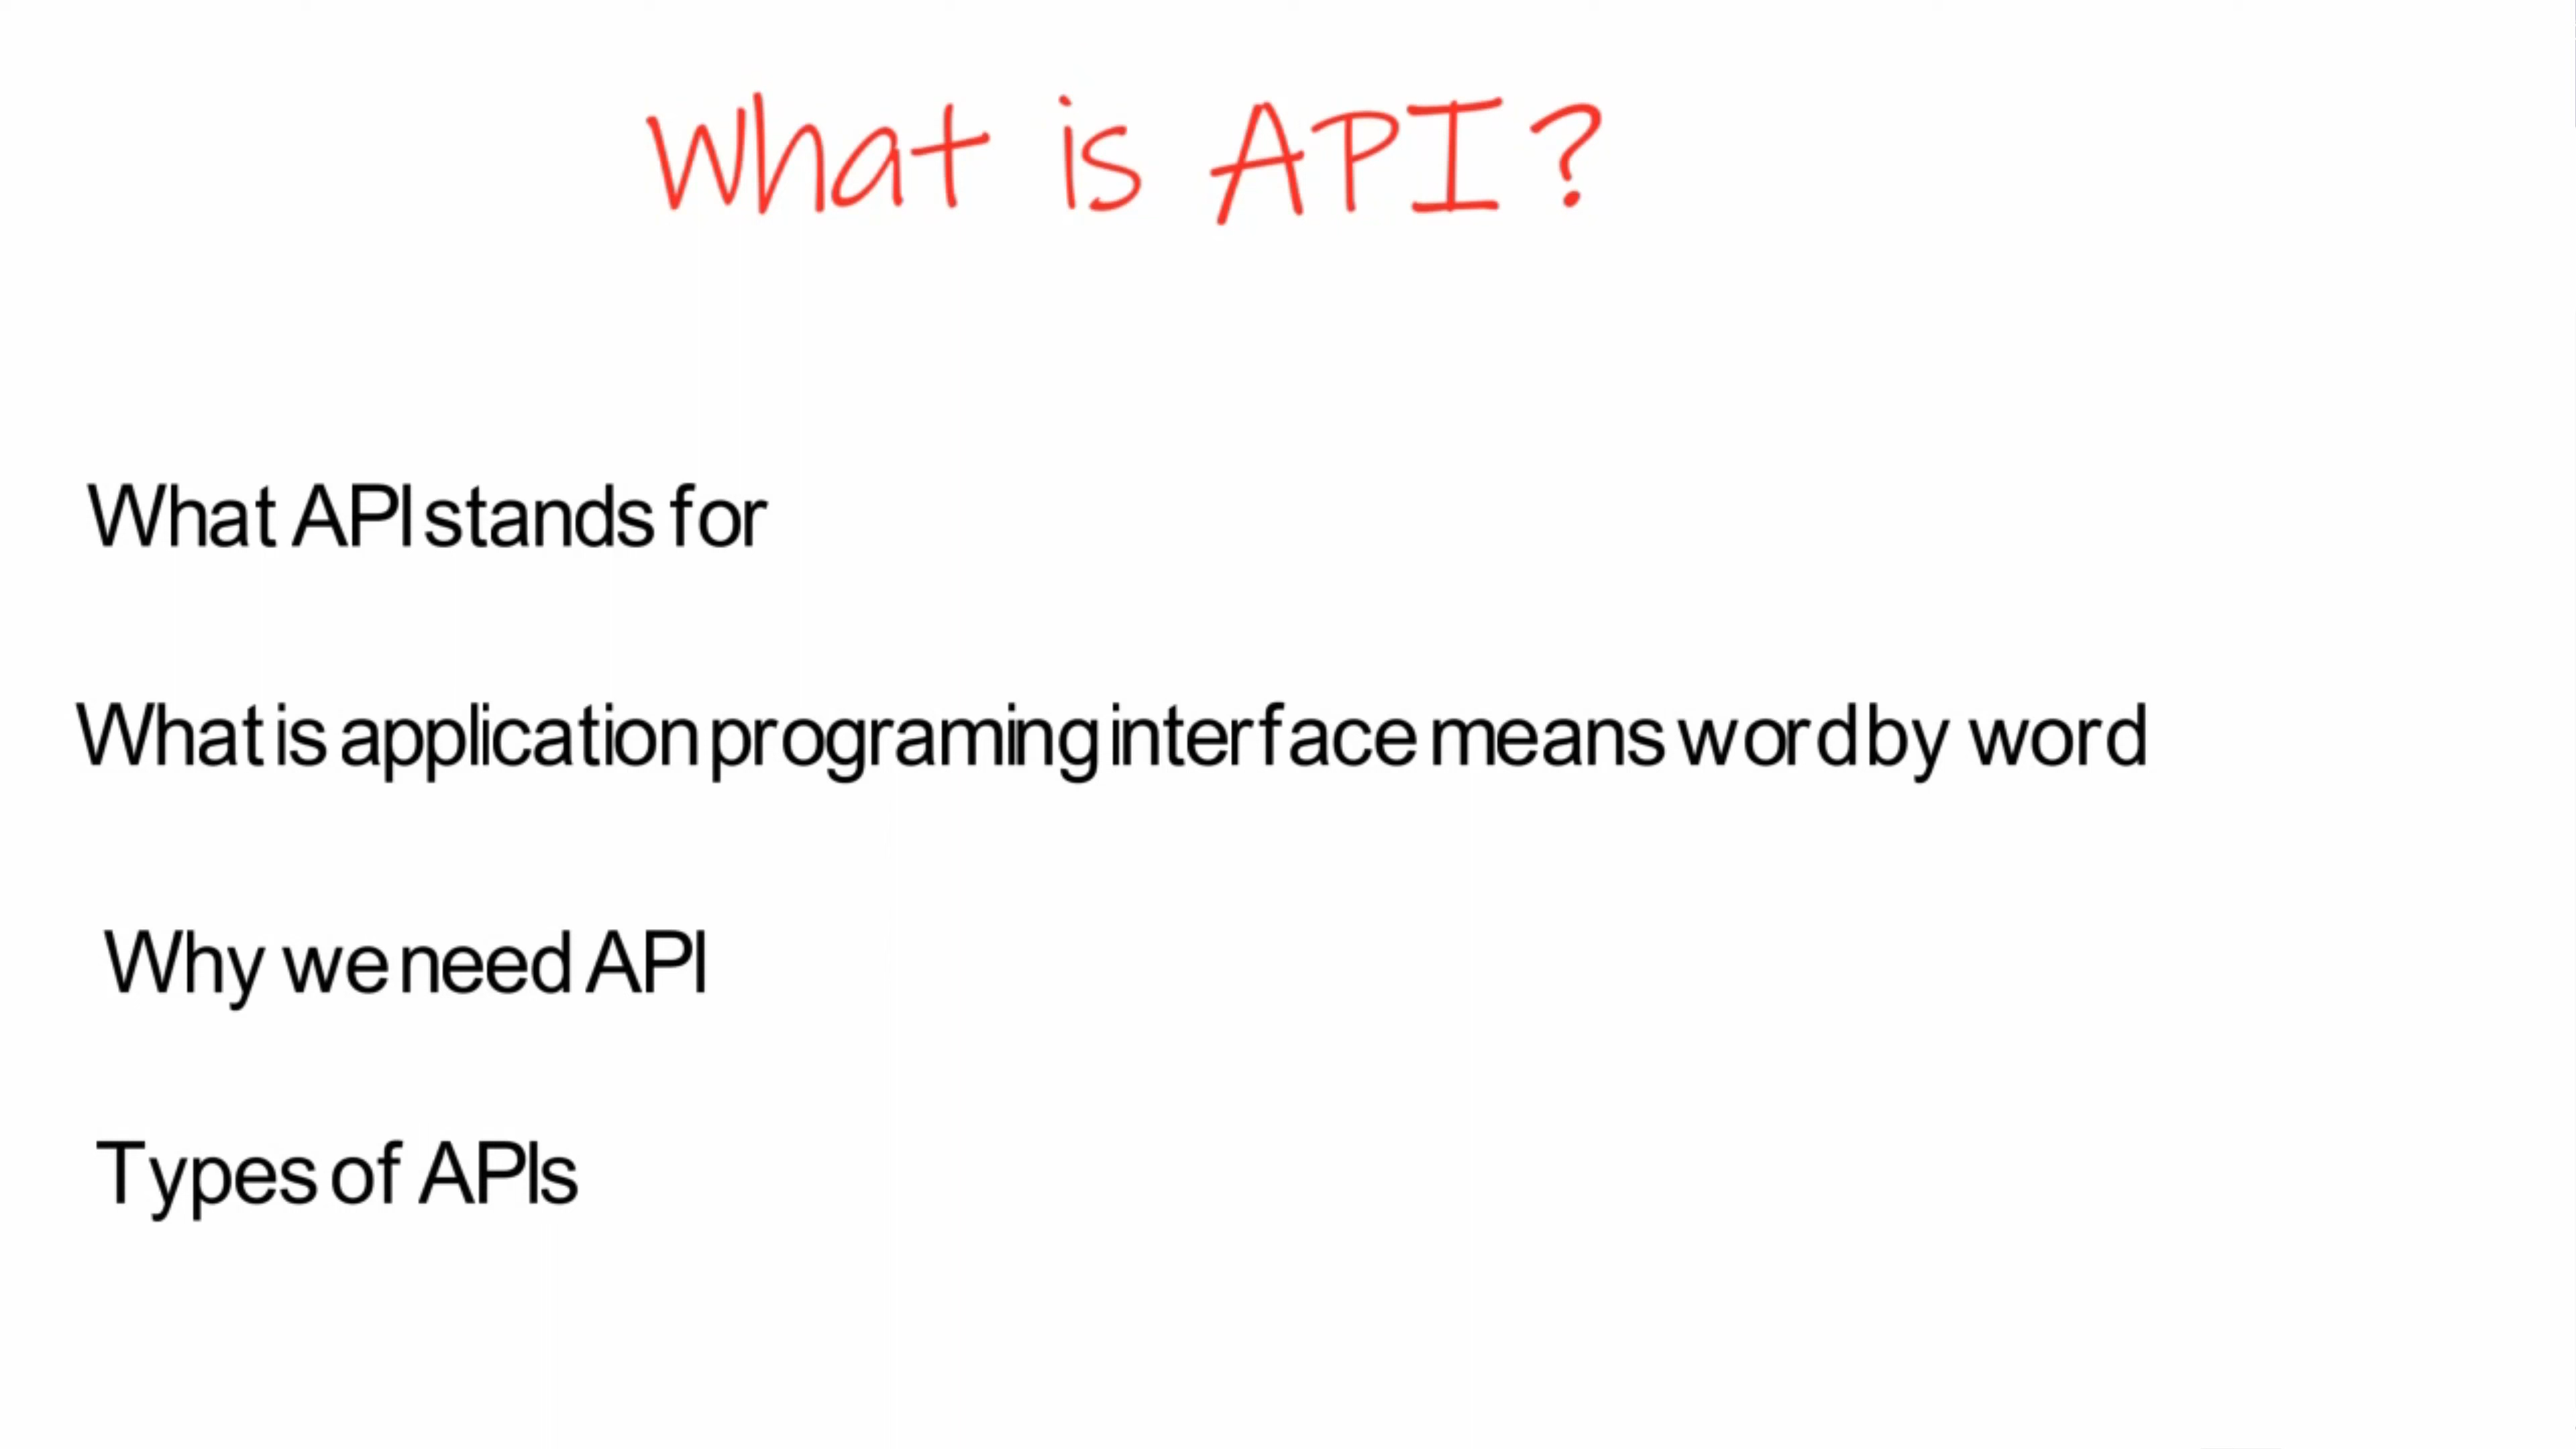 What is API?
What API stands for
What is application programing interface means word by word
Why we need API
Types of APIs